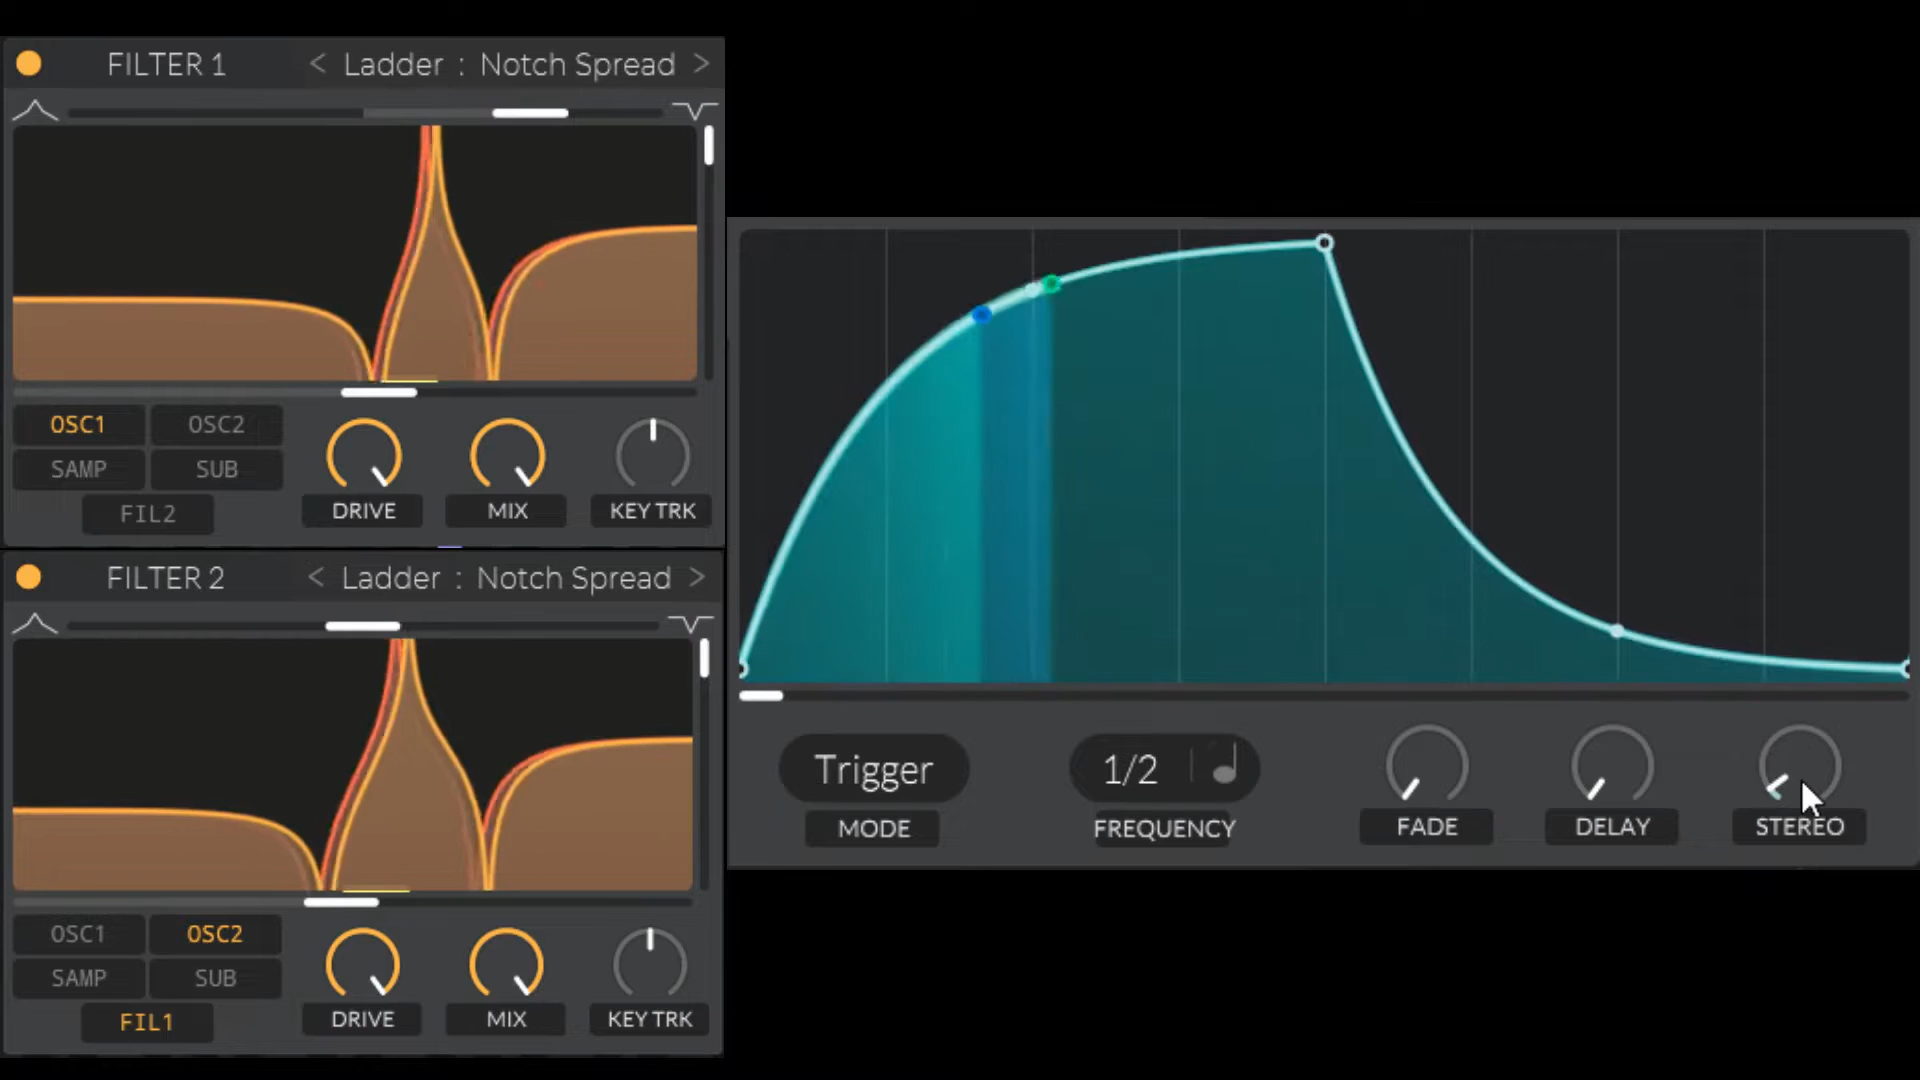 FILTER 1 < Ladder : Notch Spread >
OSC1 OSC2
SAMP SUB
FIL2
DRIVE MIX KEY TRK
FILTER 2 < Ladder : Notch Spread >
OSC1 OSC2
SAMP SUB
FIL1
DRIVE MIX KEY TRK
Trigger 1/2
MODE FREQUENCY FADE DELAY STEREO